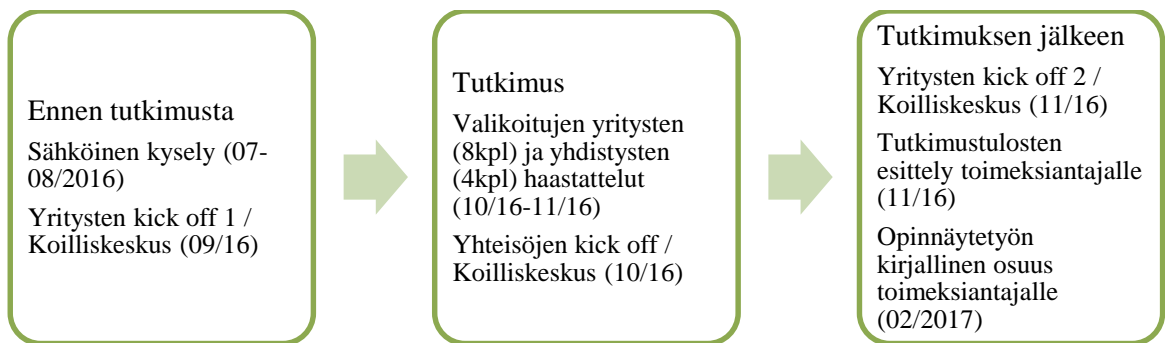 Ennen tutkimusta
Sähköinen kysely (07-
08/2016)
Yritysten kick off 1 /
Koilliskeskus (09/16)
Tutkimus
Valikoitujen yritysten
(8kpl) ja yhdistysten
(4kpl) haastattelut
(10/16-11/16)
Yhteisöjen kick off /
Koilliskeskus (10/16)
Tutkimuksen jälkeen
Yritysten kick off 2 /
Koilliskeskus (11/16)
Tutkimustulosten
esittely toimeksiantajalle
(11/16)
Opinnäytetyön
kirjallinen osuus
toimeksiantajalle
(02/2017)